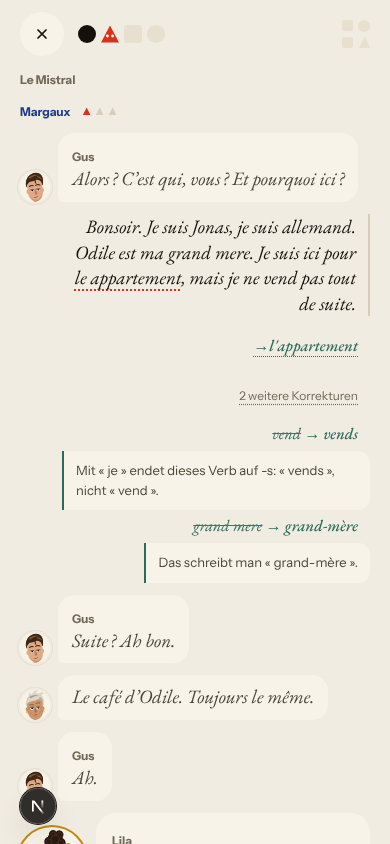 Le Mistral
Margaux
Gus
Alors ? C’est qui, vous ? Et pourquoi ici ?
Bonsoir. Je suis Jonas, je suis allemand.
Odile est ma grand mere. Je suis ici pour
le appartement, mais je ne vend pas tout
de suite.
→ l’appartement
2 weitere Korrekturen
vend → vends
Mit « je » endet dieses Verb auf -s: « vends »,
nicht « vend ».
grand mere → grand-mère
Das schreibt man « grand-mère ».
Gus
Suite ? Ah bon.
Le café d’Odile. Toujours le même.
Gus
Ah.
N
Lila